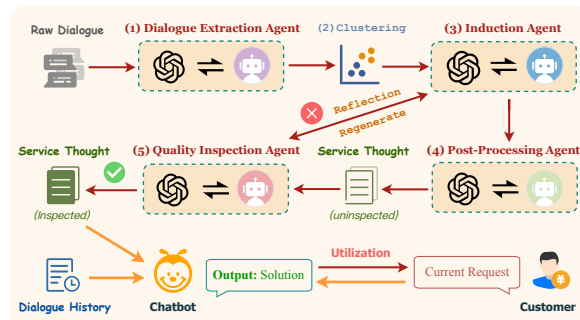 Raw Dialogue
(1) Dialogue Extraction Agent
(2) Clustering
(3) Induction Agent
Reflection
Regenerate
Service Thought
(5) Quality Inspection Agent
Service Thought
(4) Post-Processing Agent
(Inspected)
(uninspected)
Utilization
Output: Solution
Current Request
Dialogue History
Chatbot
Customer